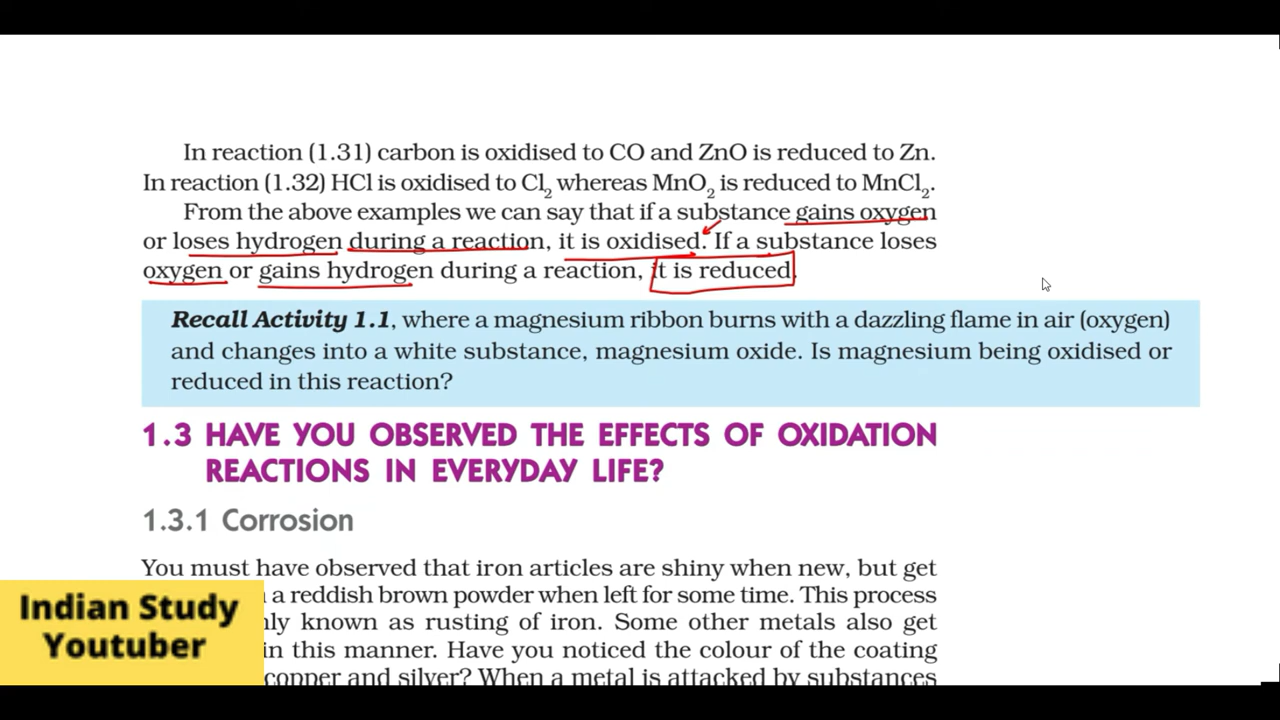 In reaction (1.31) carbon is oxidised to CO and ZnO is reduced to Zn.
In reaction (1.32) HCl is oxidised to Cl₂ whereas MnO₂ is reduced to MnCl₂.
From the above examples we can say that if a substance gains oxygen
or loses hydrogen during a reaction, it is oxidised. If a substance loses
oxygen or gains hydrogen during a reaction, it is reduced.
Recall Activity 1.1, where a magnesium ribbon burns with a dazzling flame in air (oxygen)
and changes into a white substance, magnesium oxide. Is magnesium being oxidised or
reduced in this reaction?
1.3 HAVE YOU OBSERVED THE EFFECTS OF OXIDATION
REACTIONS IN EVERYDAY LIFE?
1.3.1 Corrosion
You must have observed that iron articles are shiny when new, but get
a reddish brown powder when left for some time. This process
known as rusting of iron. Some other metals also get
in this manner. Have you noticed the colour of the coating
copper and silver? When a metal is attacked by substances
Indian Study
Youtuber